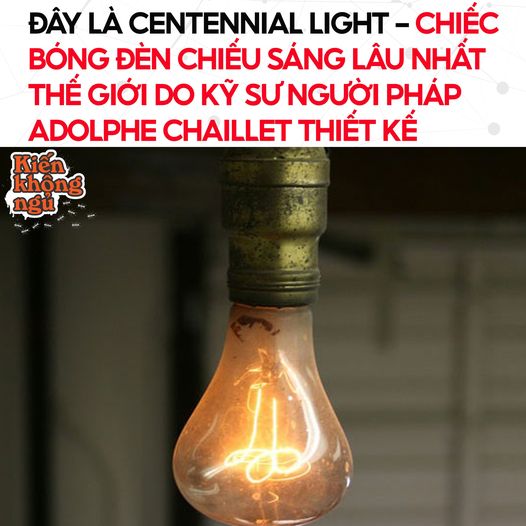 ĐÂY LÀ CENTENNIAL LIGHT – CHIẾC
BÓNG ĐÈN CHIẾU SÁNG LÂU NHẤT
THẾ GIỚI DO KỸ SƯ NGƯỜI PHÁP
ADOLPHE CHAILLET THIẾT KẾ
Kiến
không
ngủ